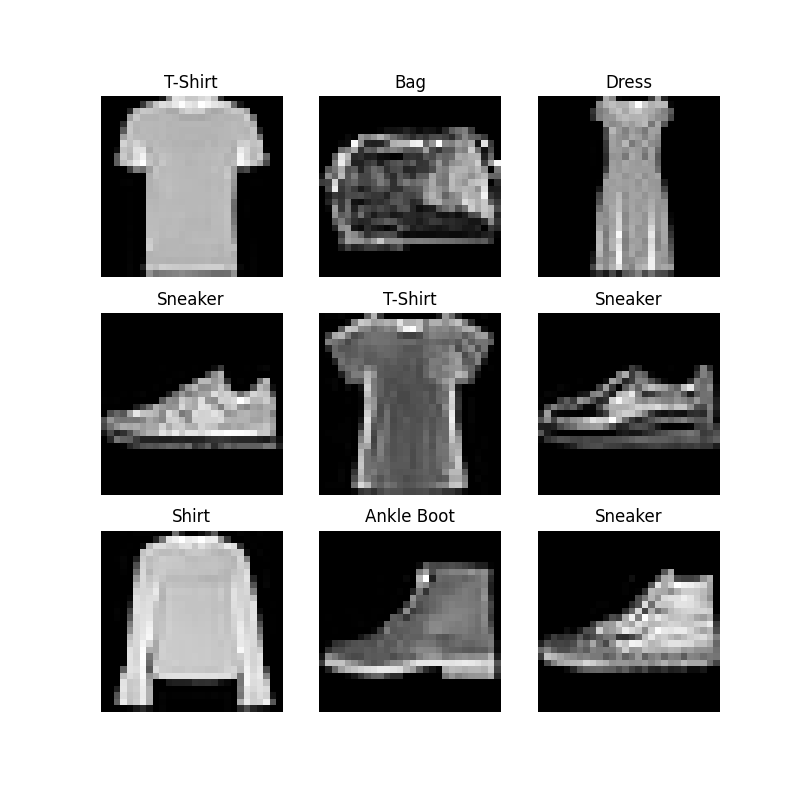 T-Shirt
Bag
Dress
Sneaker
T-Shirt
Sneaker
Shirt
Ankle Boot
Sneaker